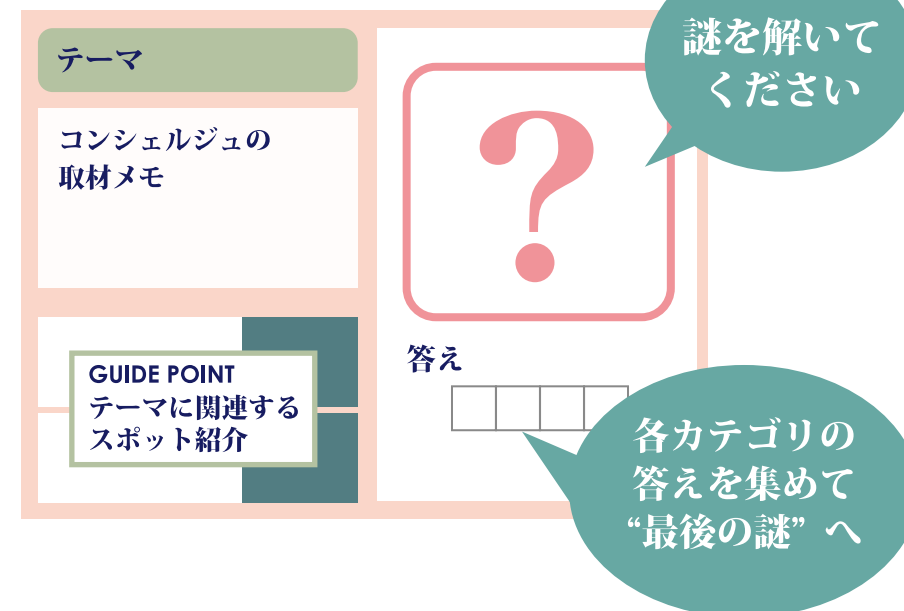 テーマ
コンシェルジュの
取材メモ
GUIDE POINT
テーマに関連する
スポット紹介
?
答え
謎を解いて
ください
各カテゴリの
答えを集めて
“最後の謎”へ